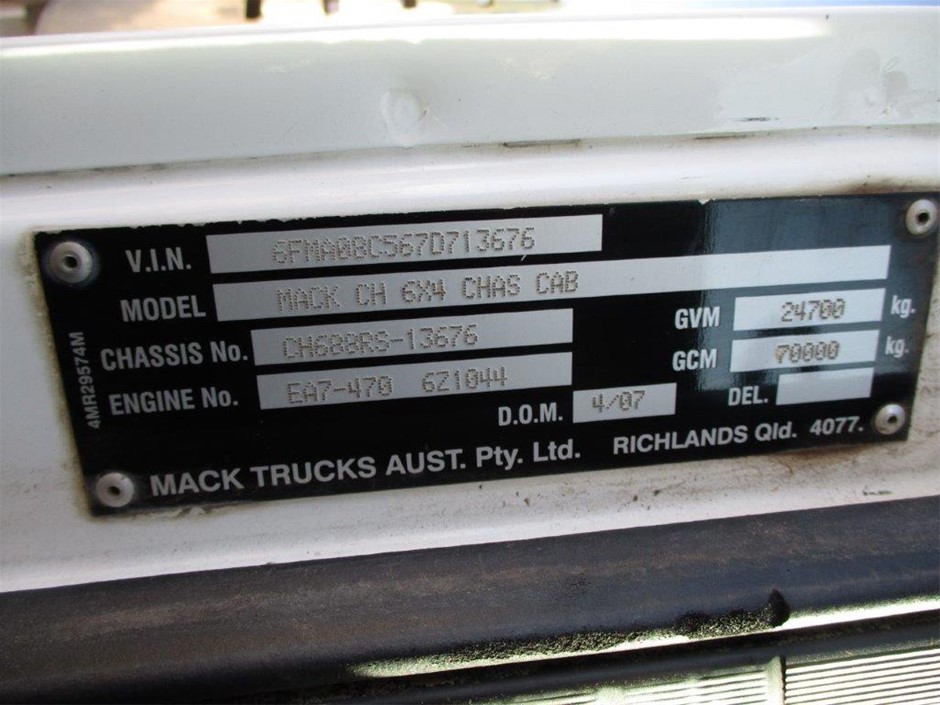 V.I.N. 6FMA08C567D713676
MODEL MACK CH 6X4 CHAS CAB
CHASSIS No. CH688RS-13676
ENGINE No. EA7-470 6Z1044
GVM 24700 kg.
GCM 70000 kg.
D.O.M. 4/07 DEL.
MACK TRUCKS AUST. Pty. Ltd. RICHLANDS Qld. 4077.
4MR29574M